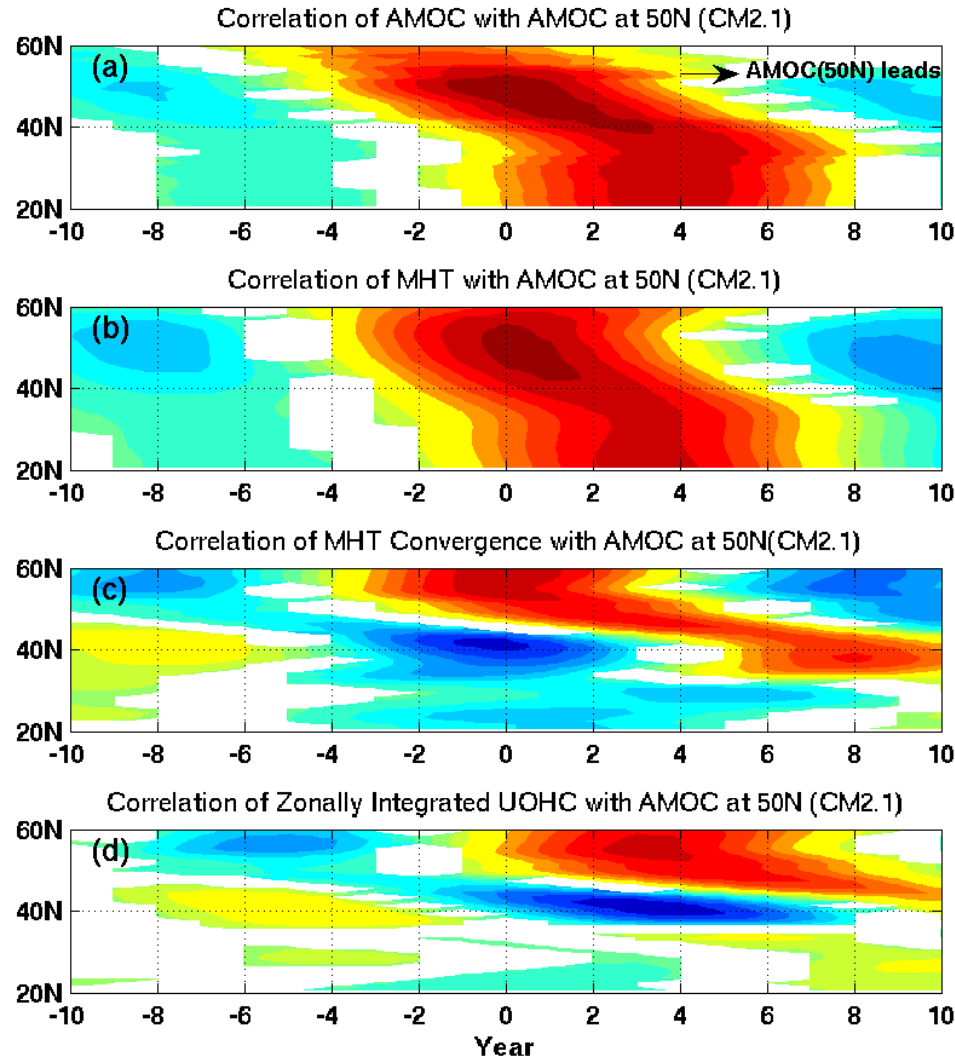 Correlation of AMOC with AMOC at 50N (CM2.1)
60N
(a)
AMOC(50N) leads
40N
20N
-10 -8 -6 -4 -2 0 2 4 6 8 10
Correlation of MHT with AMOC at 50N (CM2.1)
60N
(b)
40N
20N
-10 -8 -6 -4 -2 0 2 4 6 8 10
Correlation of MHT Convergence with AMOC at 50N(CM2.1)
60N
(c)
40N
20N
-10 -8 -6 -4 -2 0 2 4 6 8 10
Correlation of Zonally Integrated UOHC with AMOC at 50N (CM2.1)
60N
(d)
40N
20N
-10 -8 -6 -4 -2 0 2 4 6 8 10
Year